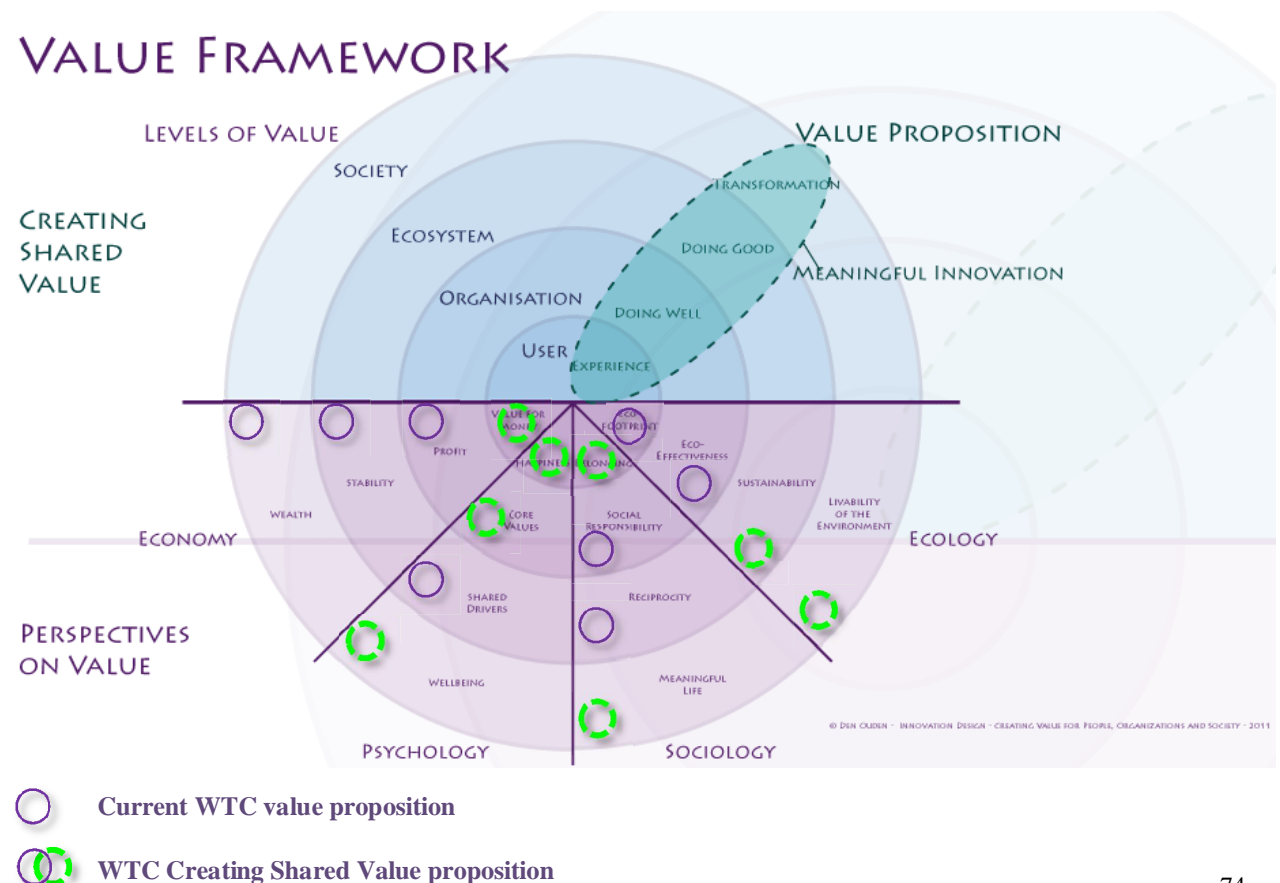 VALUE FRAMEWORK
LEVELS OF VALUE
VALUE PROPOSITION
SOCIETY
TRANSFORMATION
CREATING
SHARED
VALUE
ECOSYSTEM
DOING GOOD
MEANINGFUL INNOVATION
ORGANISATION
DOING WELL
USER
EXPERIENCE
VALUE FOR
MONEY
ECO-
FOOTPRINT
PROFIT
ECO-
EFFECTIVENESS
HAPPINESS
BELONGING
STABILITY
SUSTAINABILITY
WEALTH
CORE
VALUES
SOCIAL
RESPONSIBILITY
LIVABILITY
OF THE
ENVIRONMENT
ECONOMY
ECOLOGY
SHARED
DRIVERS
RECIPROCITY
PERSPECTIVES
ON VALUE
WELLBEING
MEANINGFUL
LIFE
© DEN OUDEN - INNOVATION DESIGN - CREATING VALUE FOR PEOPLE, ORGANIZATIONS AND SOCIETY - 2011
PSYCHOLOGY
SOCIOLOGY
Current WTC value proposition
WTC Creating Shared Value proposition
74